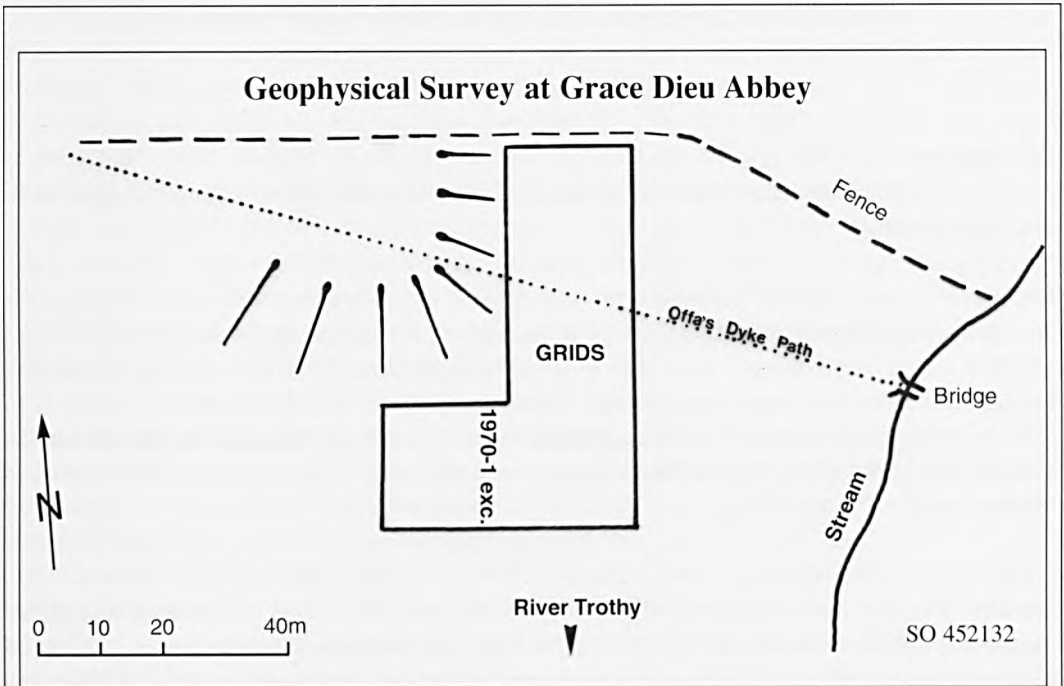 Geophysical Survey at Grace Dieu Abbey
Fence
Offa's Dyke Path
GRIDS
Bridge
1970-1 exc.
Stream
N
River Trothy
0 10 20 40m
SO 452132